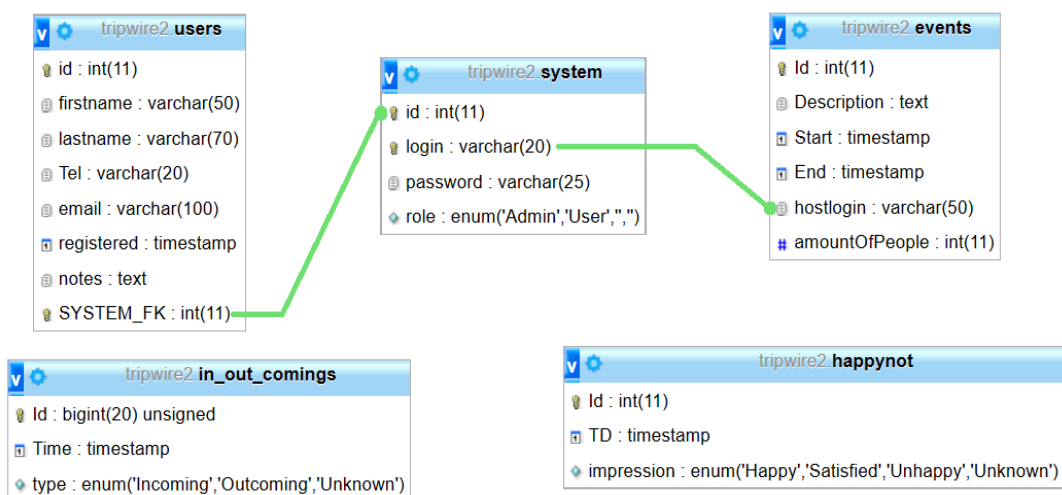 v tripwire2.users
id : int(11)
firstname : varchar(50)
lastname : varchar(70)
Tel : varchar(20)
email : varchar(100)
registered : timestamp
notes : text
SYSTEM_FK : int(11)
v tripwire2.system
id : int(11)
login : varchar(20)
password : varchar(25)
role : enum('Admin','User','','')
v tripwire2.events
Id : int(11)
Description : text
Start : timestamp
End : timestamp
hostlogin : varchar(50)
# amountOfPeople : int(11)
v tripwire2.in_out_comings
Id : bigint(20) unsigned
Time : timestamp
type : enum('Incoming','Outcoming','Unknown')
v tripwire2.happynot
Id : int(11)
TD : timestamp
impression : enum('Happy','Satisfied','Unhappy','Unknown')